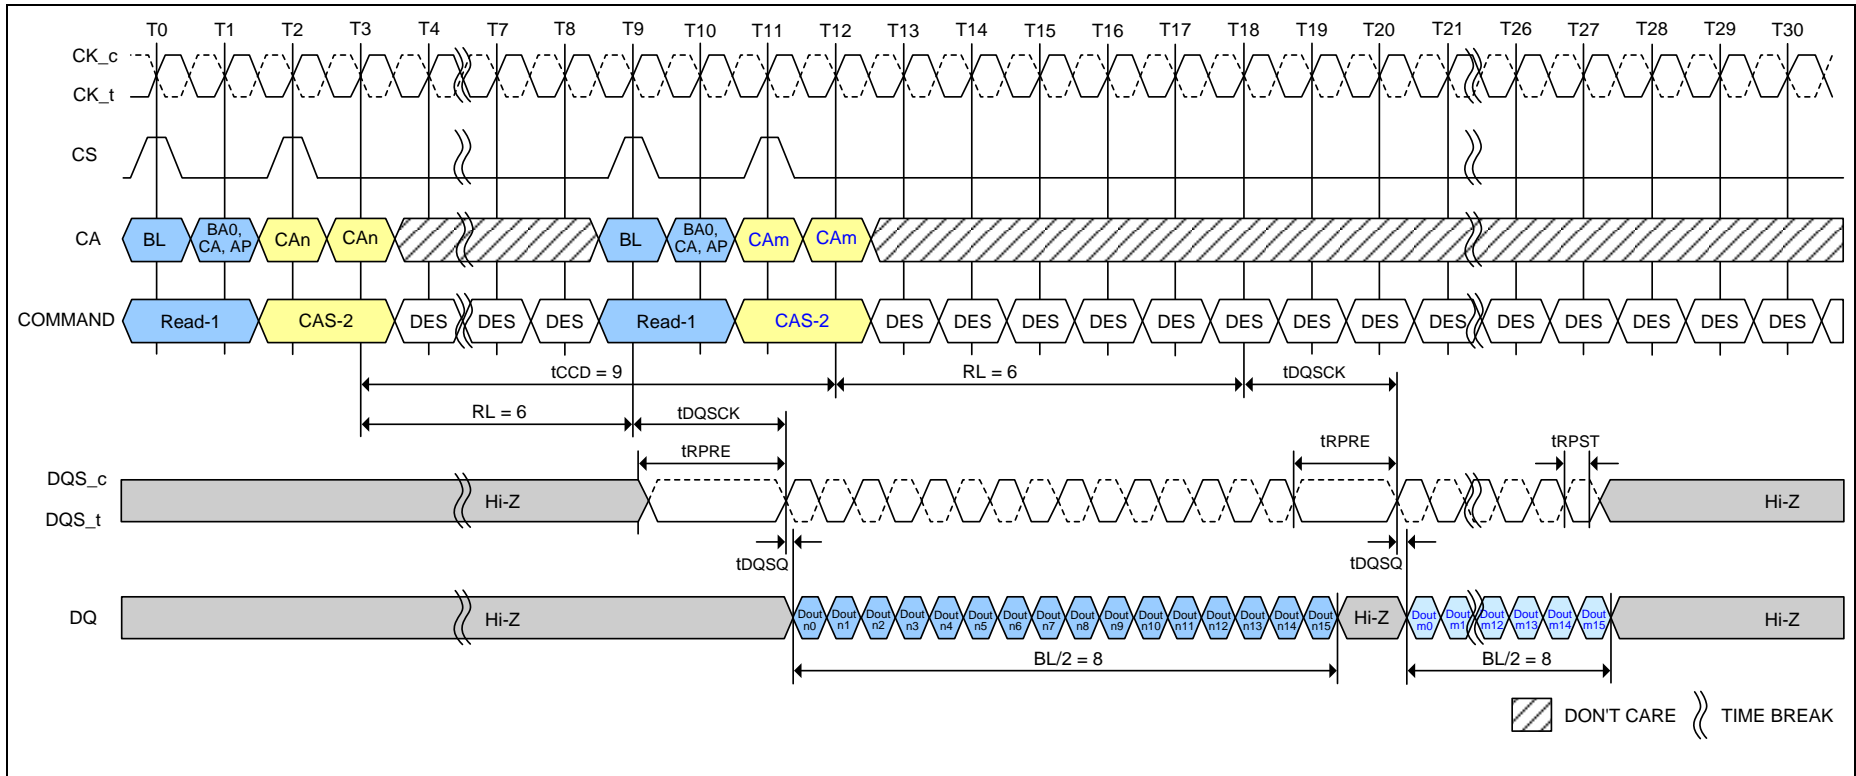 T0 T1 T2 T3 T4 T7 T8 T9 T10 T11 T12 T13 T14 T15 T16 T17 T18 T19 T20 T21 T26 T27 T28 T29 T30
CK_c
CK_t
CS
CA BL BA0, CA, AP CAn CAn BL BA0, CA, AP CAm CAm
COMMAND Read-1 CAS-2 DES DES DES Read-1 CAS-2 DES DES DES DES DES DES DES DES DES DES DES DES DES DES
tCCD = 9 RL = 6 tDQSCK
RL = 6 tDQSCK
tRPRE tRPRE tRPST
DQS_c
Hi-Z Hi-Z
DQS_t
tDQSQ tDQSQ
DQ Hi-Z Dout n0 Dout n1 Dout n2 Dout n3 Dout n4 Dout n5 Dout n6 Dout n7 Dout n8 Dout n9 Dout n10 Dout n11 Dout n12 Dout n13 Dout n14 Dout n15 Hi-Z Dout m0 Dout m1 Dout m12 Dout m13 Dout m14 Dout m15 Hi-Z
BL/2 = 8 BL/2 = 8
DON'T CARE TIME BREAK